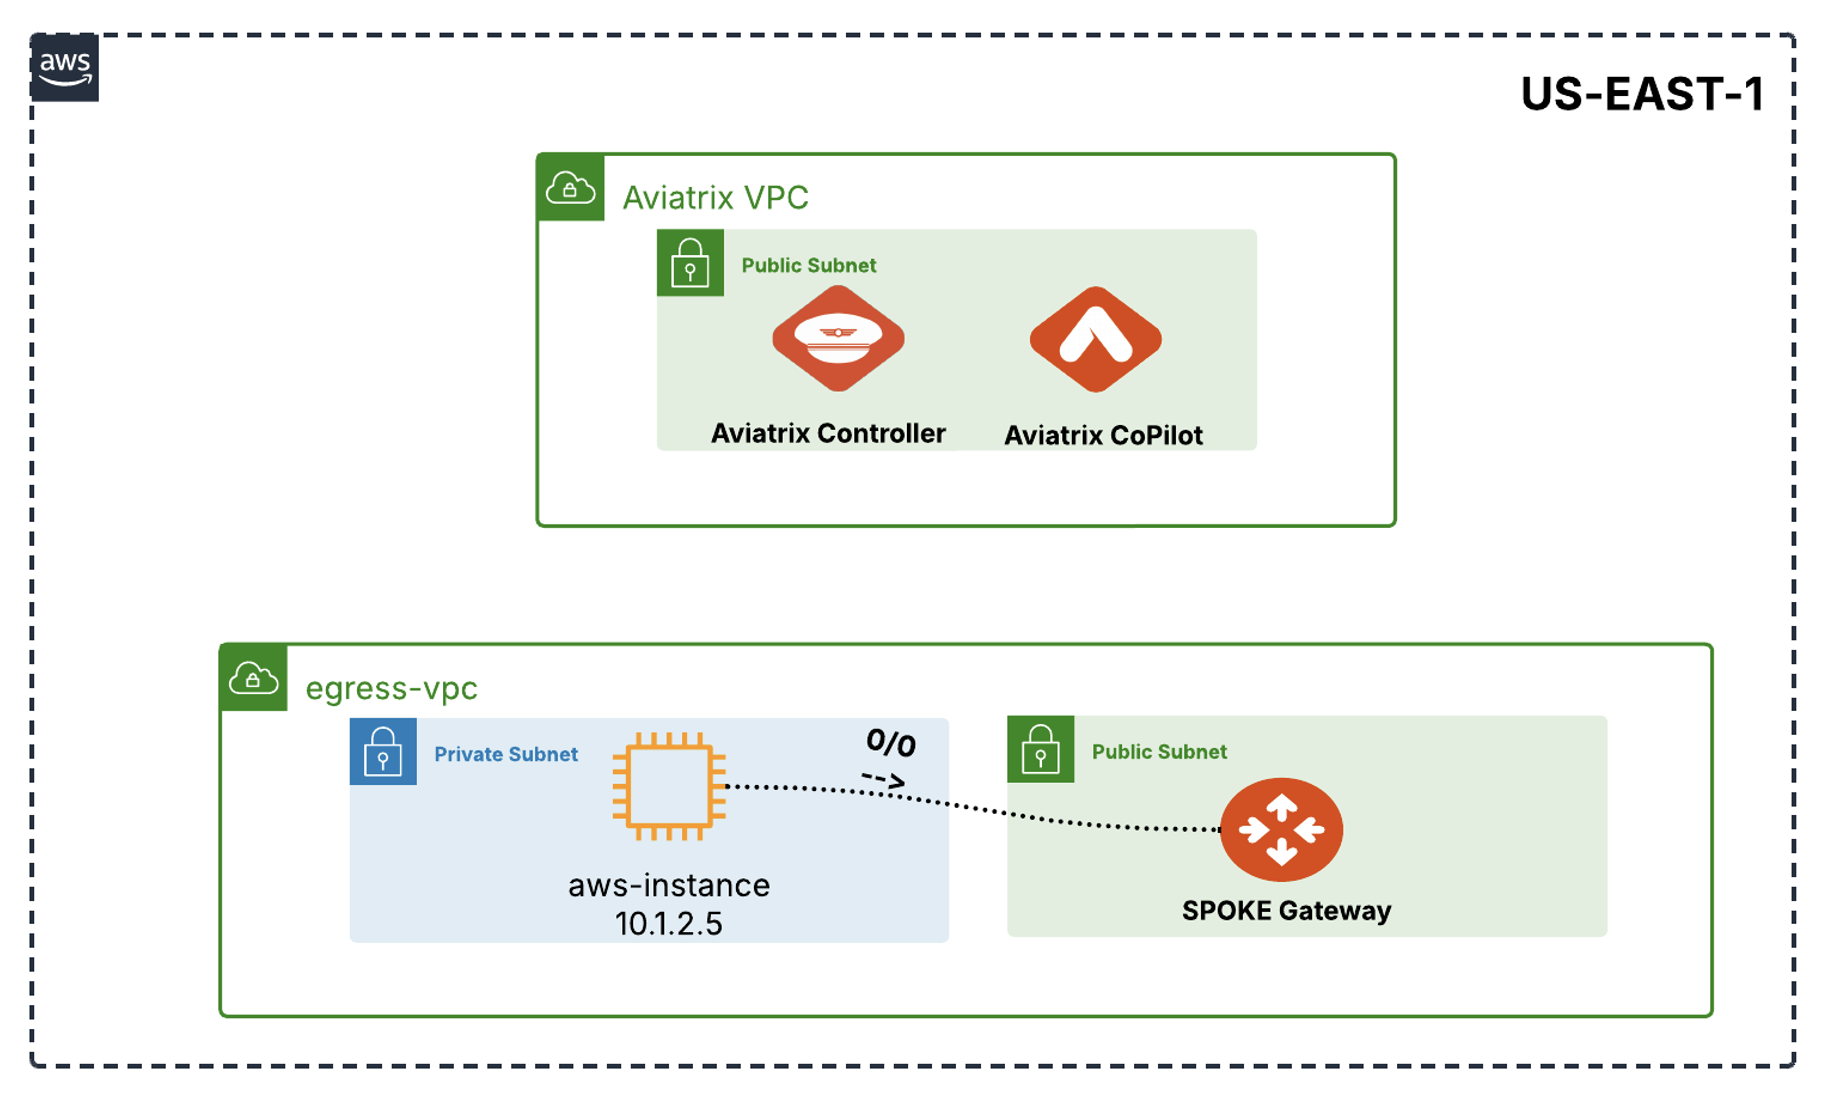 aws
US-EAST-1
Aviatrix VPC
Public Subnet
Aviatrix Controller
Aviatrix CoPilot
egress-vpc
Private Subnet
0/0
Public Subnet
aws-instance
10.1.2.5
SPOKE Gateway